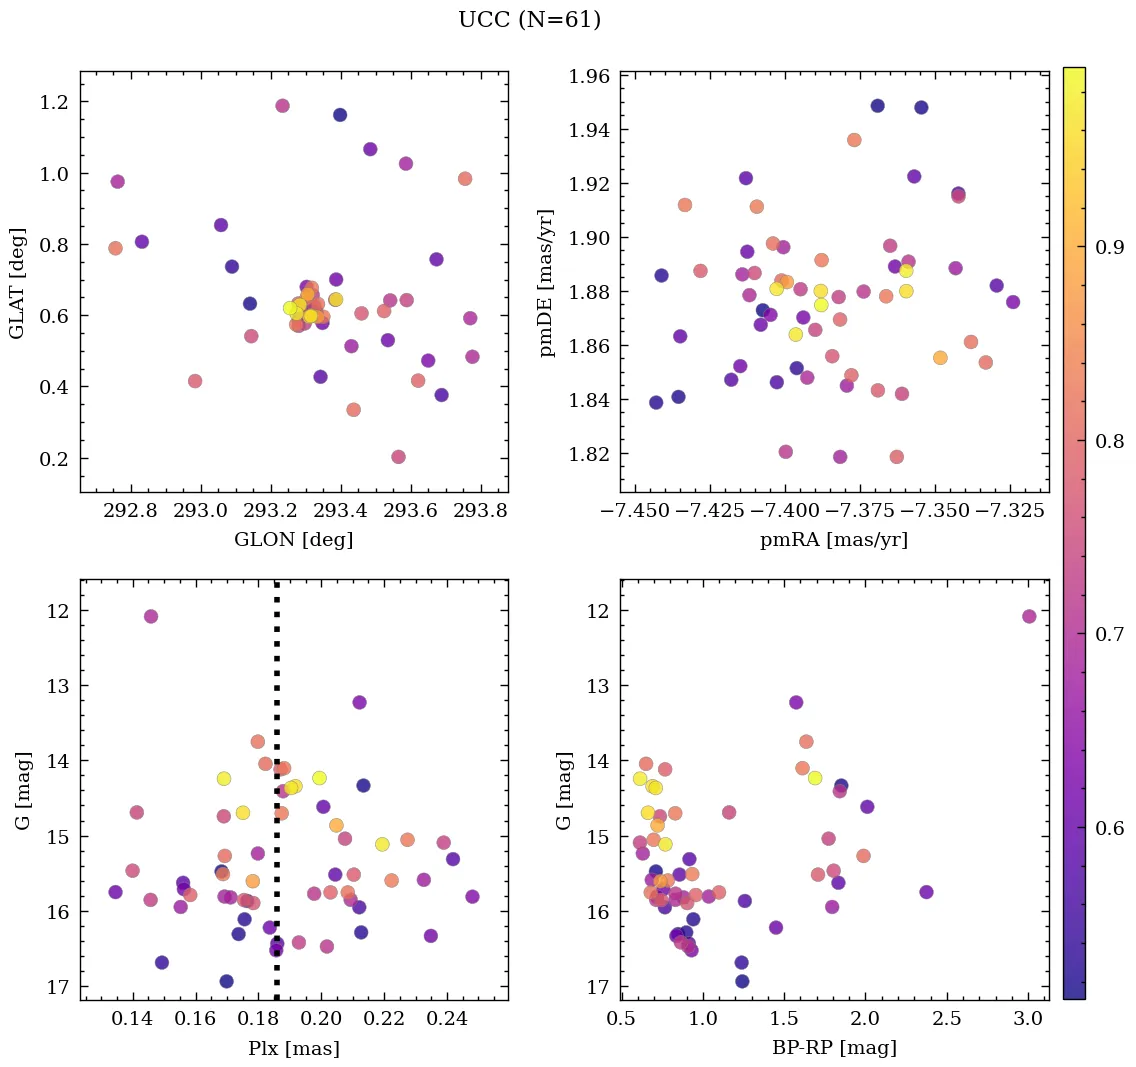 UCC (N=61)
1.2
1.0
0.8
0.6
0.4
0.2
GLAT [deg]
292.8 293.0 293.2 293.4 293.6 293.8
GLON [deg]
1.96
1.94
1.92
1.90
1.88
1.86
1.84
1.82
pmDE [mas/yr]
−7.450 −7.425 −7.400 −7.375 −7.350 −7.325
pmRA [mas/yr]
12
13
14
15
16
17
G [mag]
0.14 0.16 0.18 0.20 0.22 0.24
Plx [mas]
12
13
14
15
16
17
G [mag]
0.5 1.0 1.5 2.0 2.5 3.0
BP-RP [mag]
0.9
0.8
0.7
0.6